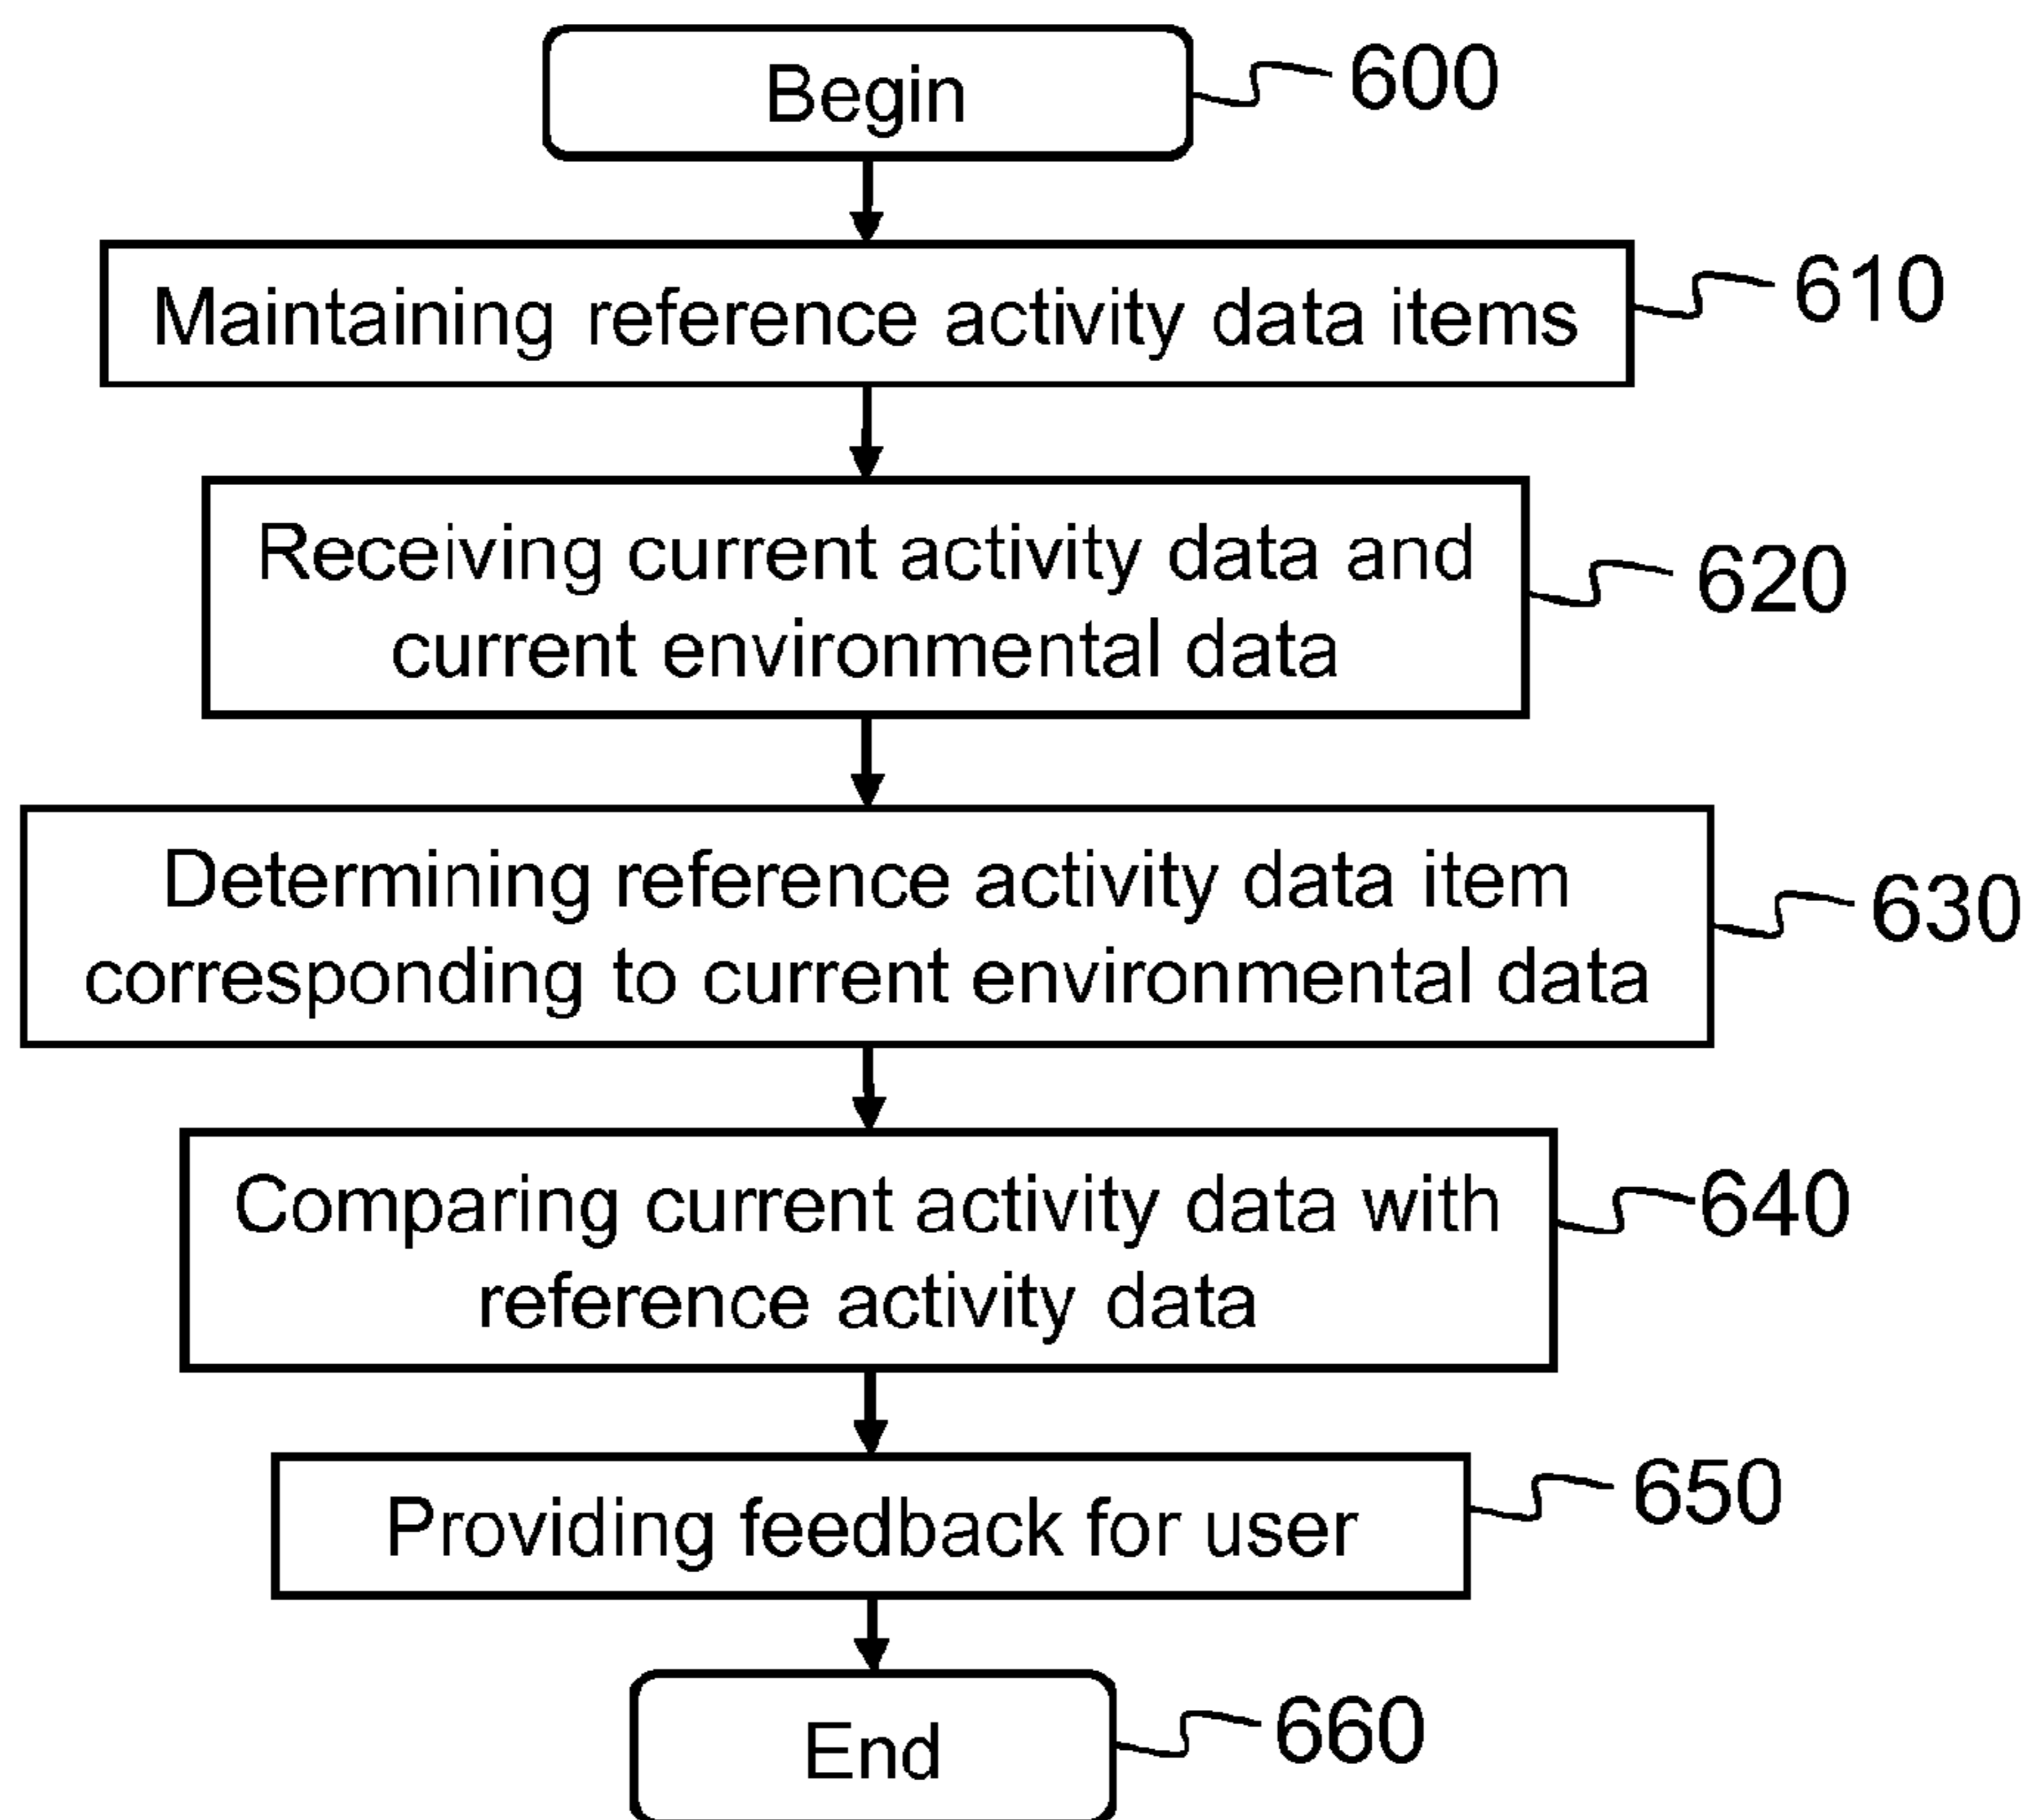 Begin
600
Maintaining reference activity data items
610
Receiving current activity data and
current environmental data
620
Determining reference activity data item
corresponding to current environmental data
630
Comparing current activity data with
reference activity data
640
Providing feedback for user
650
End
660